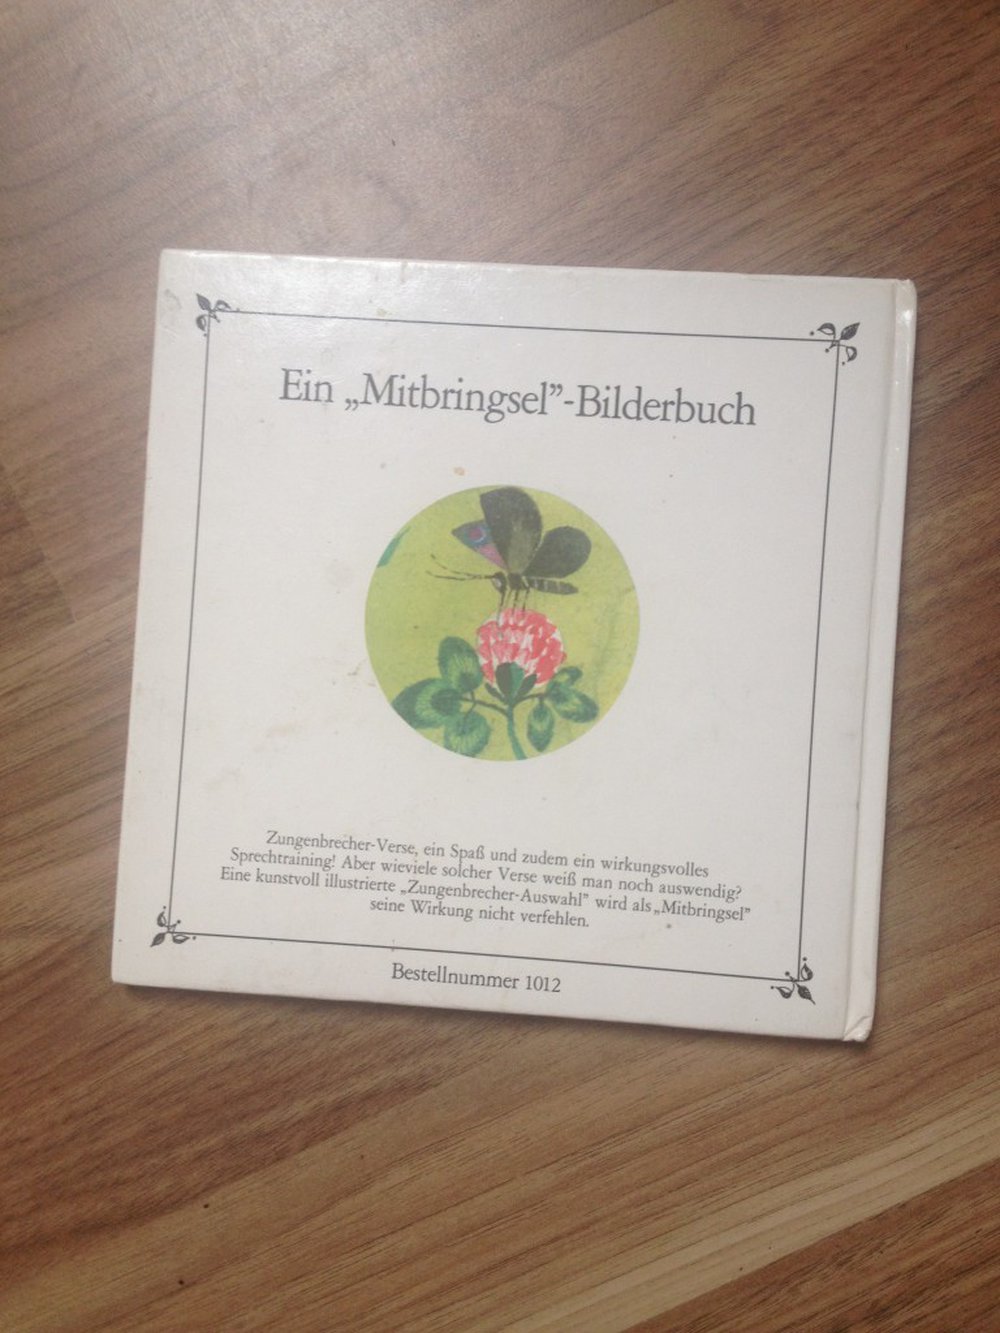 Ein „Mitbringsel”-Bilderbuch
Zungenbrecher-Verse, ein Spaß und zudem ein wirkungsvolles
Sprechtraining! Aber wieviele solcher Verse weiß man noch auswendig?
Eine kunstvoll illustrierte „Zungenbrecher-Auswahl” wird als „Mitbringsel”
seine Wirkung nicht verfehlen.
Bestellnummer 1012